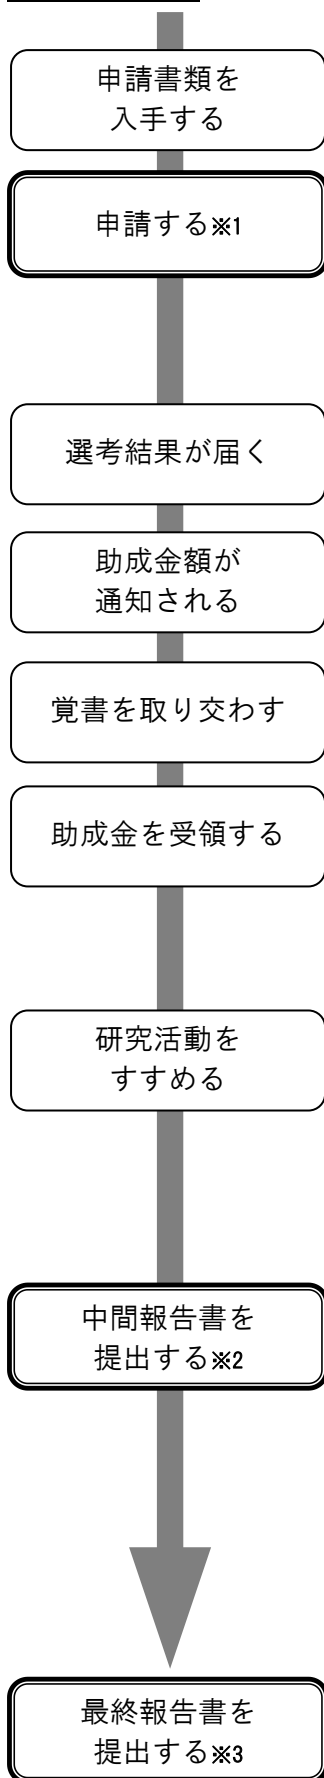 申請書類を
入手する
申請する※1
選考結果が届く
助成金額が
通知される
覚書を取り交わす
助成金を受領する
研究活動を
すすめる
中間報告書を
提出する※2
最終報告書を
提出する※3